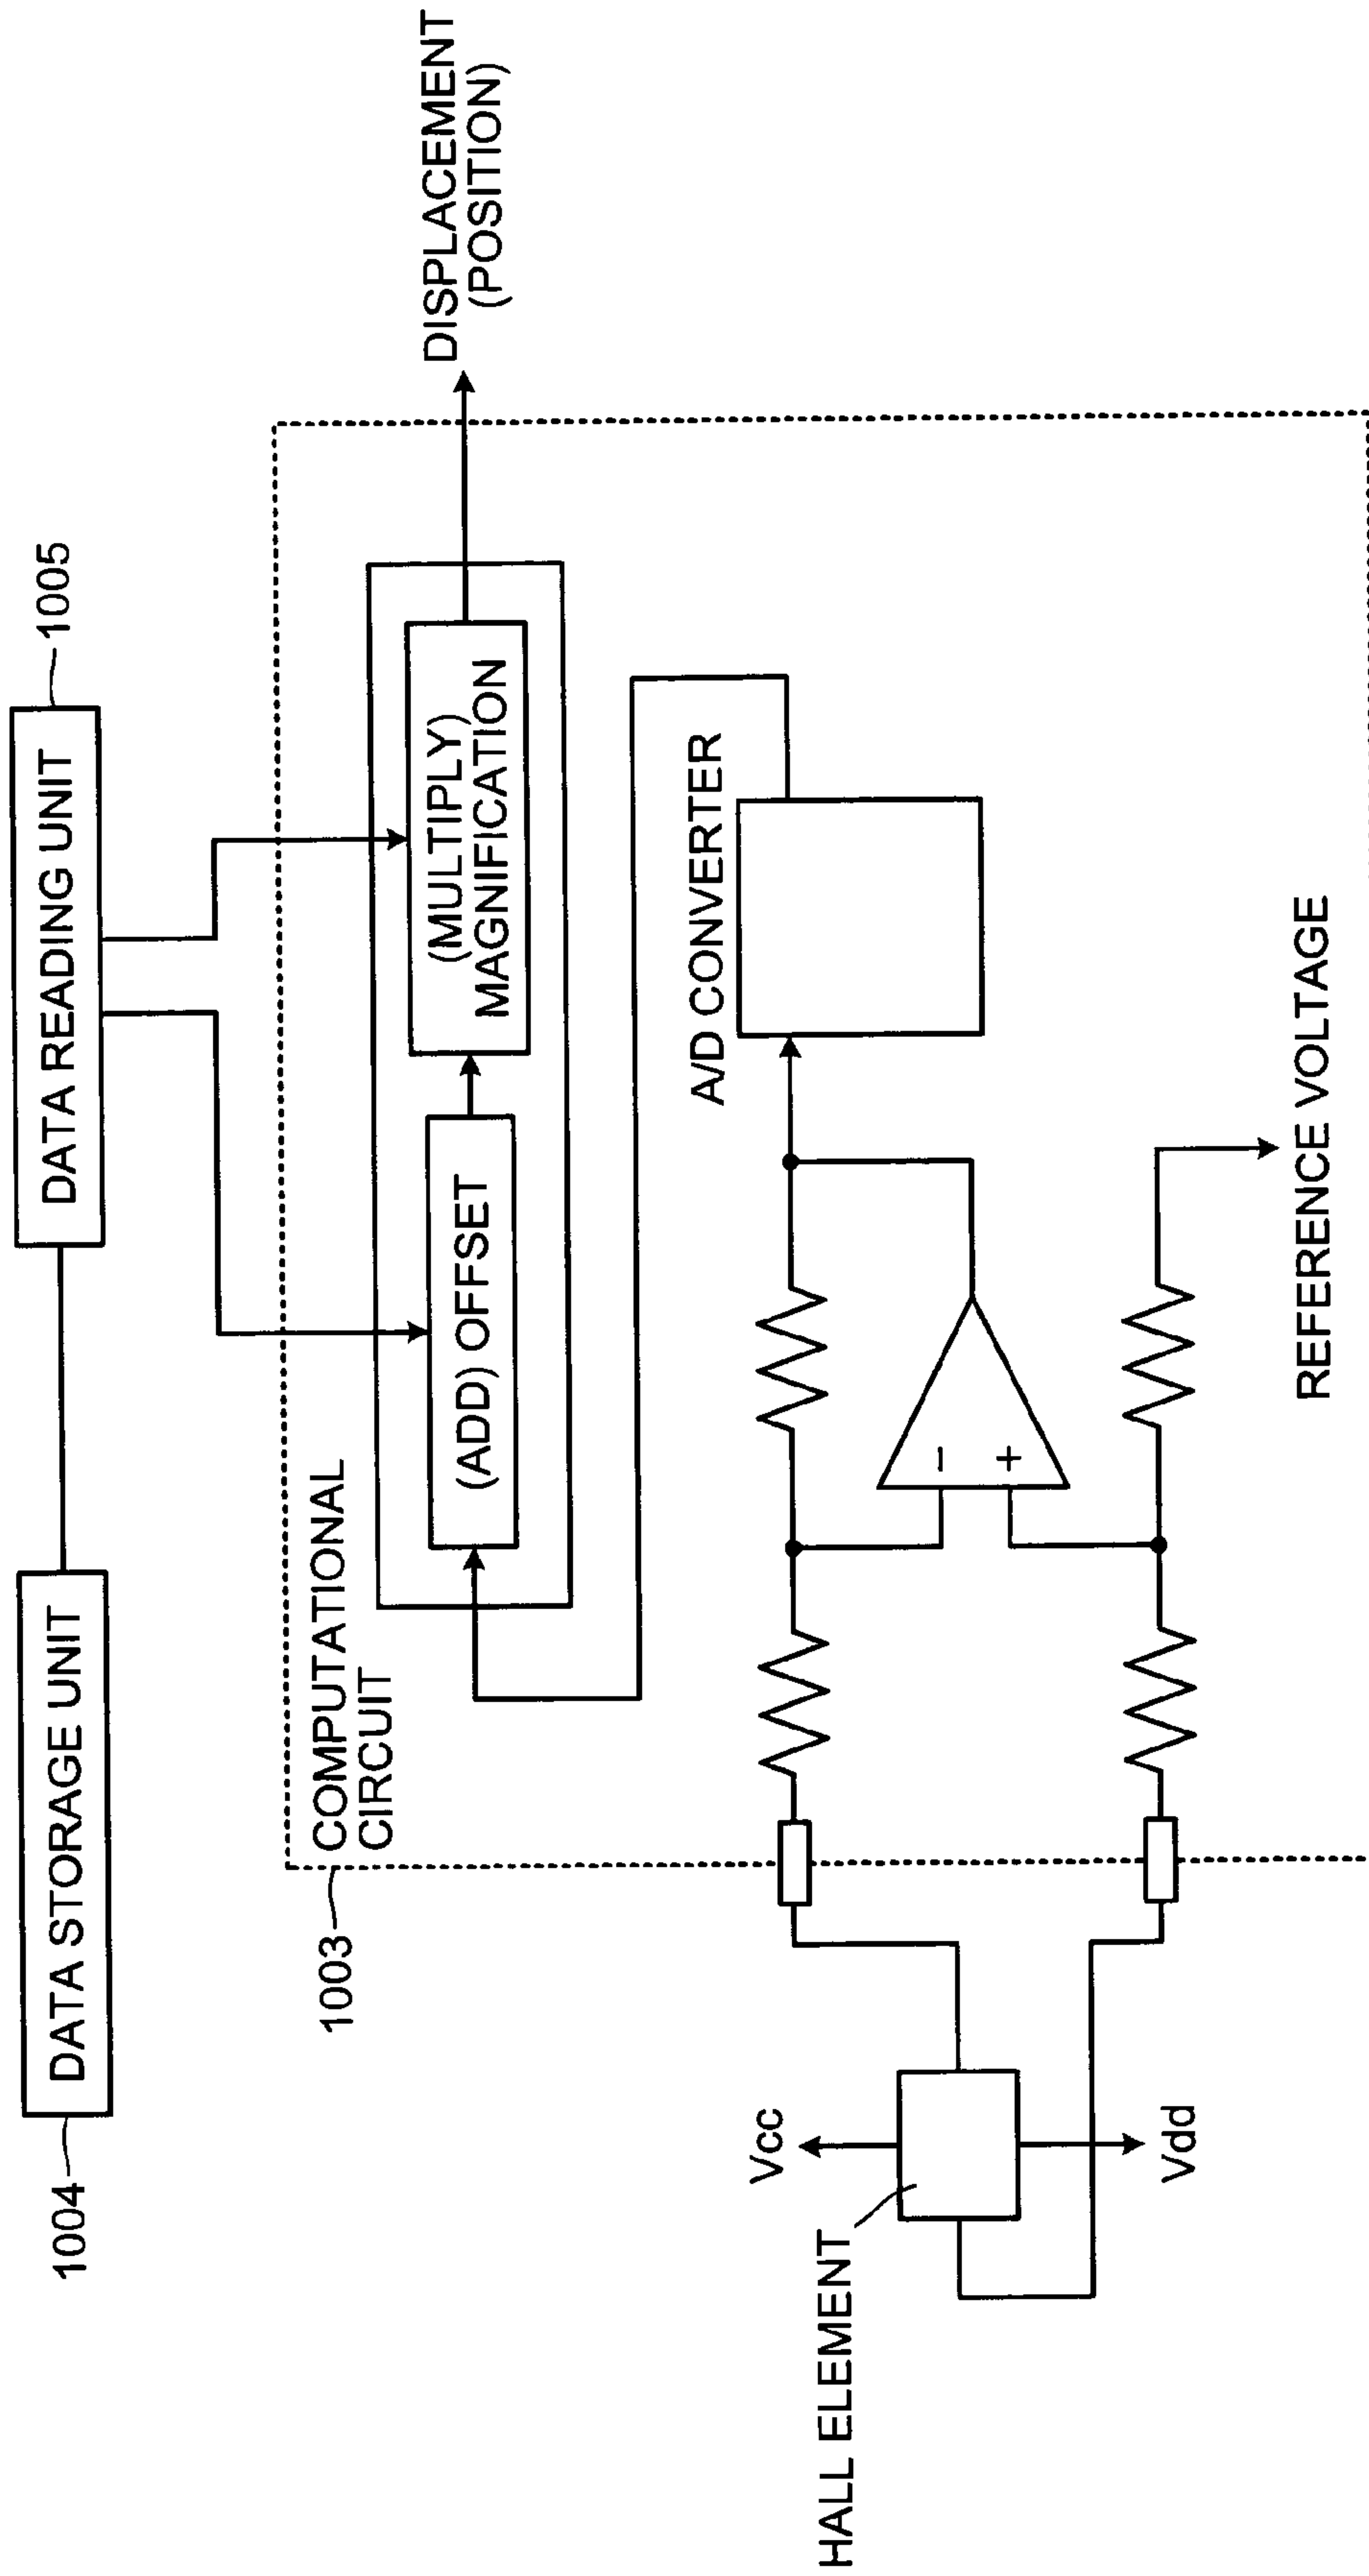 1004
DATA STORAGE UNIT
DATA READING UNIT
1005
1003
COMPUTATIONAL
CIRCUIT
(ADD) OFFSET
(MULTIPLY)
MAGNIFICATION
DISPLACEMENT
(POSITION)
A/D CONVERTER
HALL ELEMENT
Vcc
Vdd
−
+
REFERENCE VOLTAGE